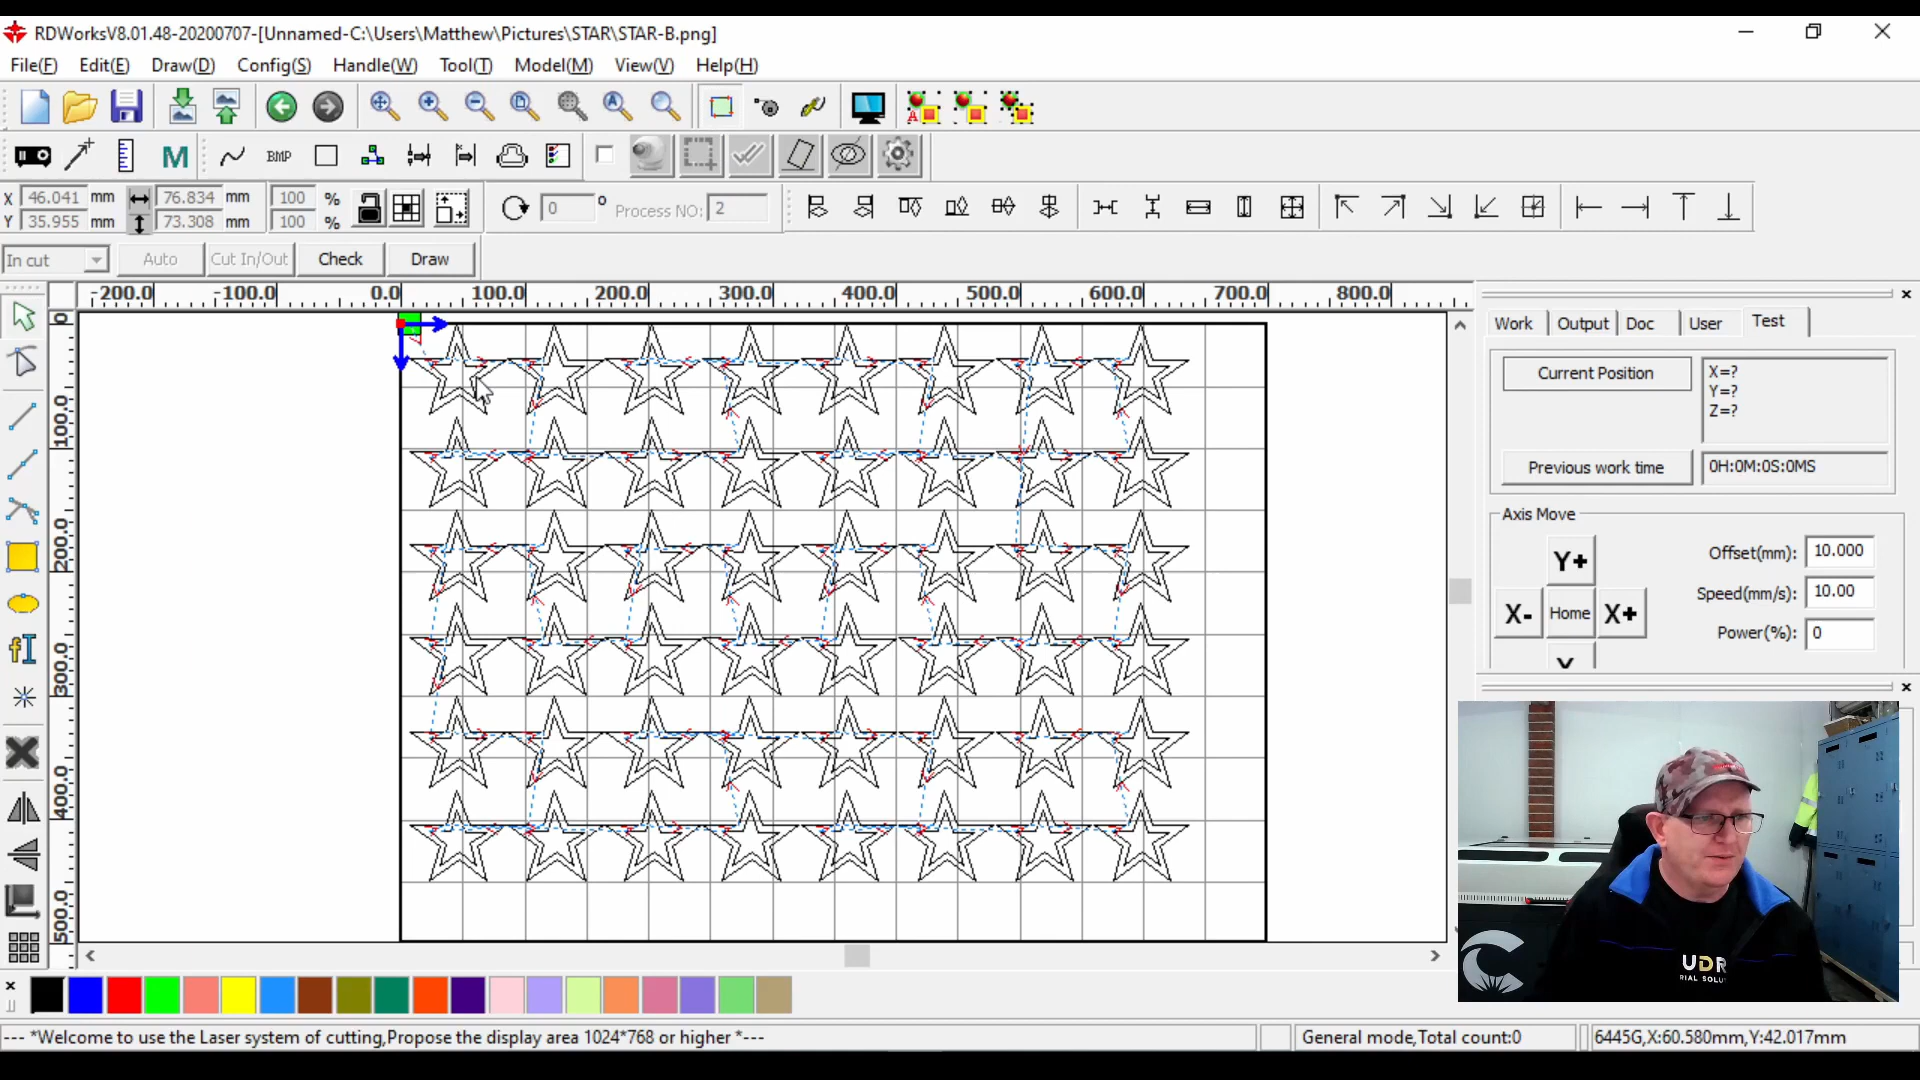 RDWorksV8.01.48-20200707-[Unnamed-C:\Users\Matthew\Pictures\STAR\STAR-B.png]
File(F) Edit(E) Draw(D) Config(S) Handle(W) Tool(T) Model(M) View(V) Help(H)
M BMP
X 46.041 mm 76.834 mm 100 %
Y 35.955 mm 73.308 mm 100 %
0 ° Process NO: 2
In cut Auto Cut In/Out Check Draw
-200.0 -100.0 0.0 100.0 200.0 300.0 400.0 500.0 600.0 700.0 800.0
0
100.0
200.0
300.0
400.0
500.0
Work Output Doc User Test
Current Position
X=?
Y=?
Z=?
Previous work time 0H:0M:0S:0MS
Axis Move
Y+
X- Home X+
Offset(mm): 10.000
Speed(mm/s): 10.00
Power(%): 0
UDR
RIAL SOLU
--- *Welcome to use the Laser system of cutting,Propose the display area 1024*768 or higher *---
General mode,Total count:0
6445G,X:60.580mm,Y:42.017mm